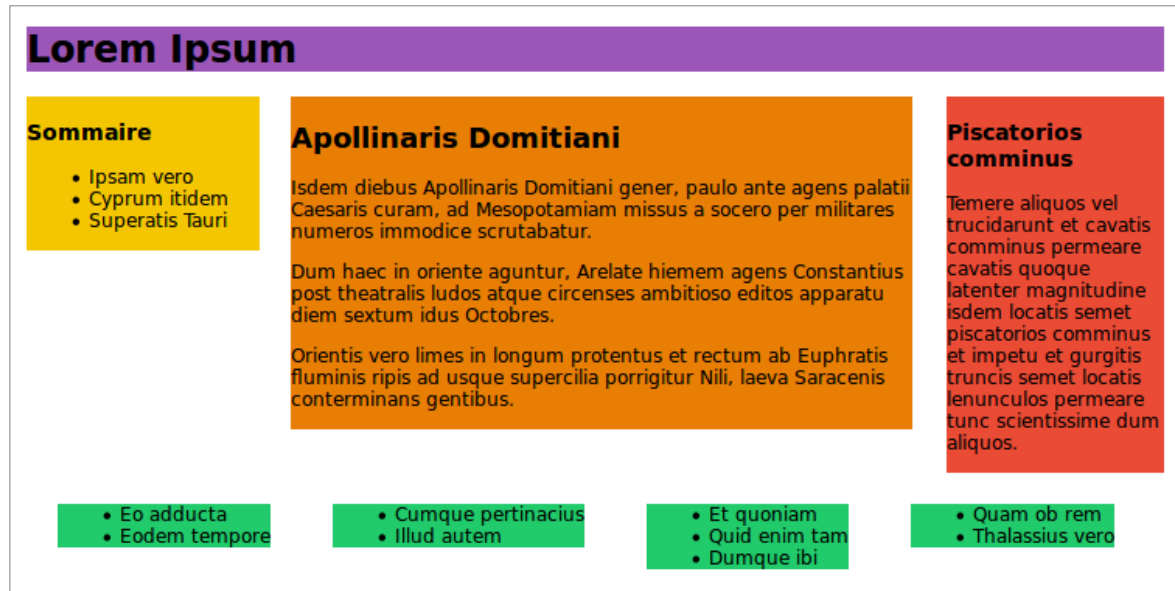 Lorem Ipsum
Sommaire
Ipsam vero
Cyprum itidem
Superatis Tauri
Apollinaris Domitiani
Isdem diebus Apollinaris Domitiani gener, paulo ante agens palatii
Caesaris curam, ad Mesopotamiam missus a socero per militares
numeros immodice scrutabatur.
Dum haec in oriente aguntur, Arelate hiemem agens Constantius
post theatralis ludos atque circenses ambitioso editos apparatu
diem sextum idus Octobres.
Orientis vero limes in longum protentus et rectum ab Euphratis
fluminis ripis ad usque supercilia porrigitur Nili, laeva Saracenis
conterminans gentibus.
Piscatorios
comminus
Temere aliquos vel
trucidarunt et cavatis
comminus permeare
cavatis quoque
latenter magnitudine
isdem locatis semet
piscatorios comminus
et impetu et gurgitis
truncis semet locatis
lenunculos permeare
tunc scientissime dum
aliquos.
Eo adducta
Eodem tempore
Cumque pertinacius
Illud autem
Et quoniam
Quid enim tam
Dumque ibi
Quam ob rem
Thalassius vero